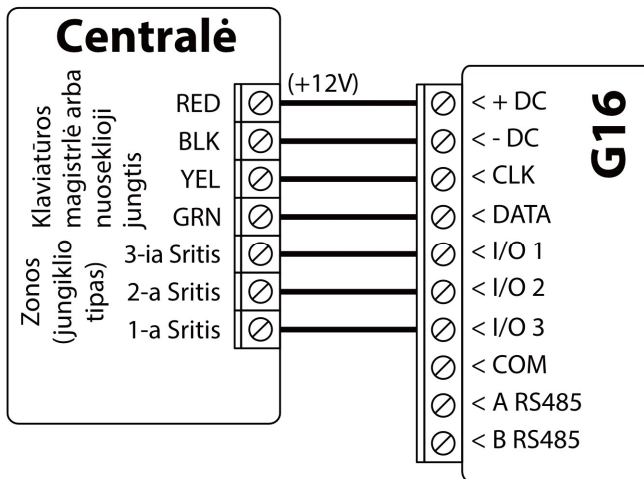 Centralė
Klaviatūros
magistrlė arba
nuoseklioji
jungtis
Zonos
(jungiklio
tipas)
RED
BLK
YEL
GRN
3-ia Sritis
2-a Sritis
1-a Sritis
(+12V)
G16
< + DC
< - DC
< CLK
< DATA
< I/O 1
< I/O 2
< I/O 3
< COM
< A RS485
< B RS485